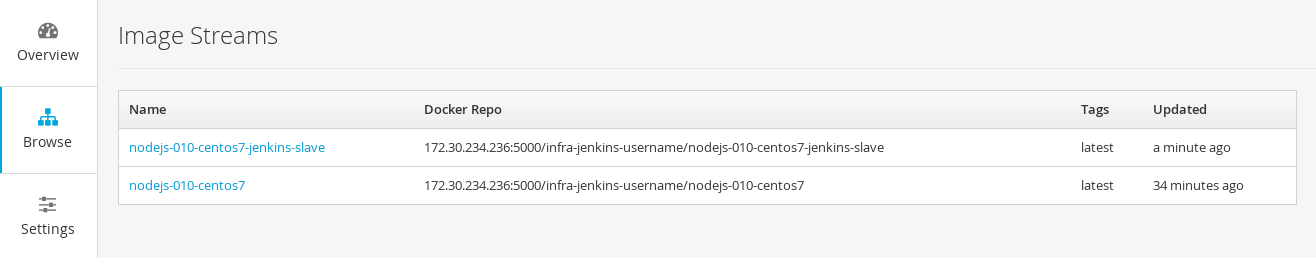 Overview
Browse
Settings
Image Streams
Name Docker Repo Tags Updated
nodejs-010-centos7-jenkins-slave 172.30.234.236:5000/infra-jenkins-username/nodejs-010-centos7-jenkins-slave latest a minute ago
nodejs-010-centos7 172.30.234.236:5000/infra-jenkins-username/nodejs-010-centos7 latest 34 minutes ago